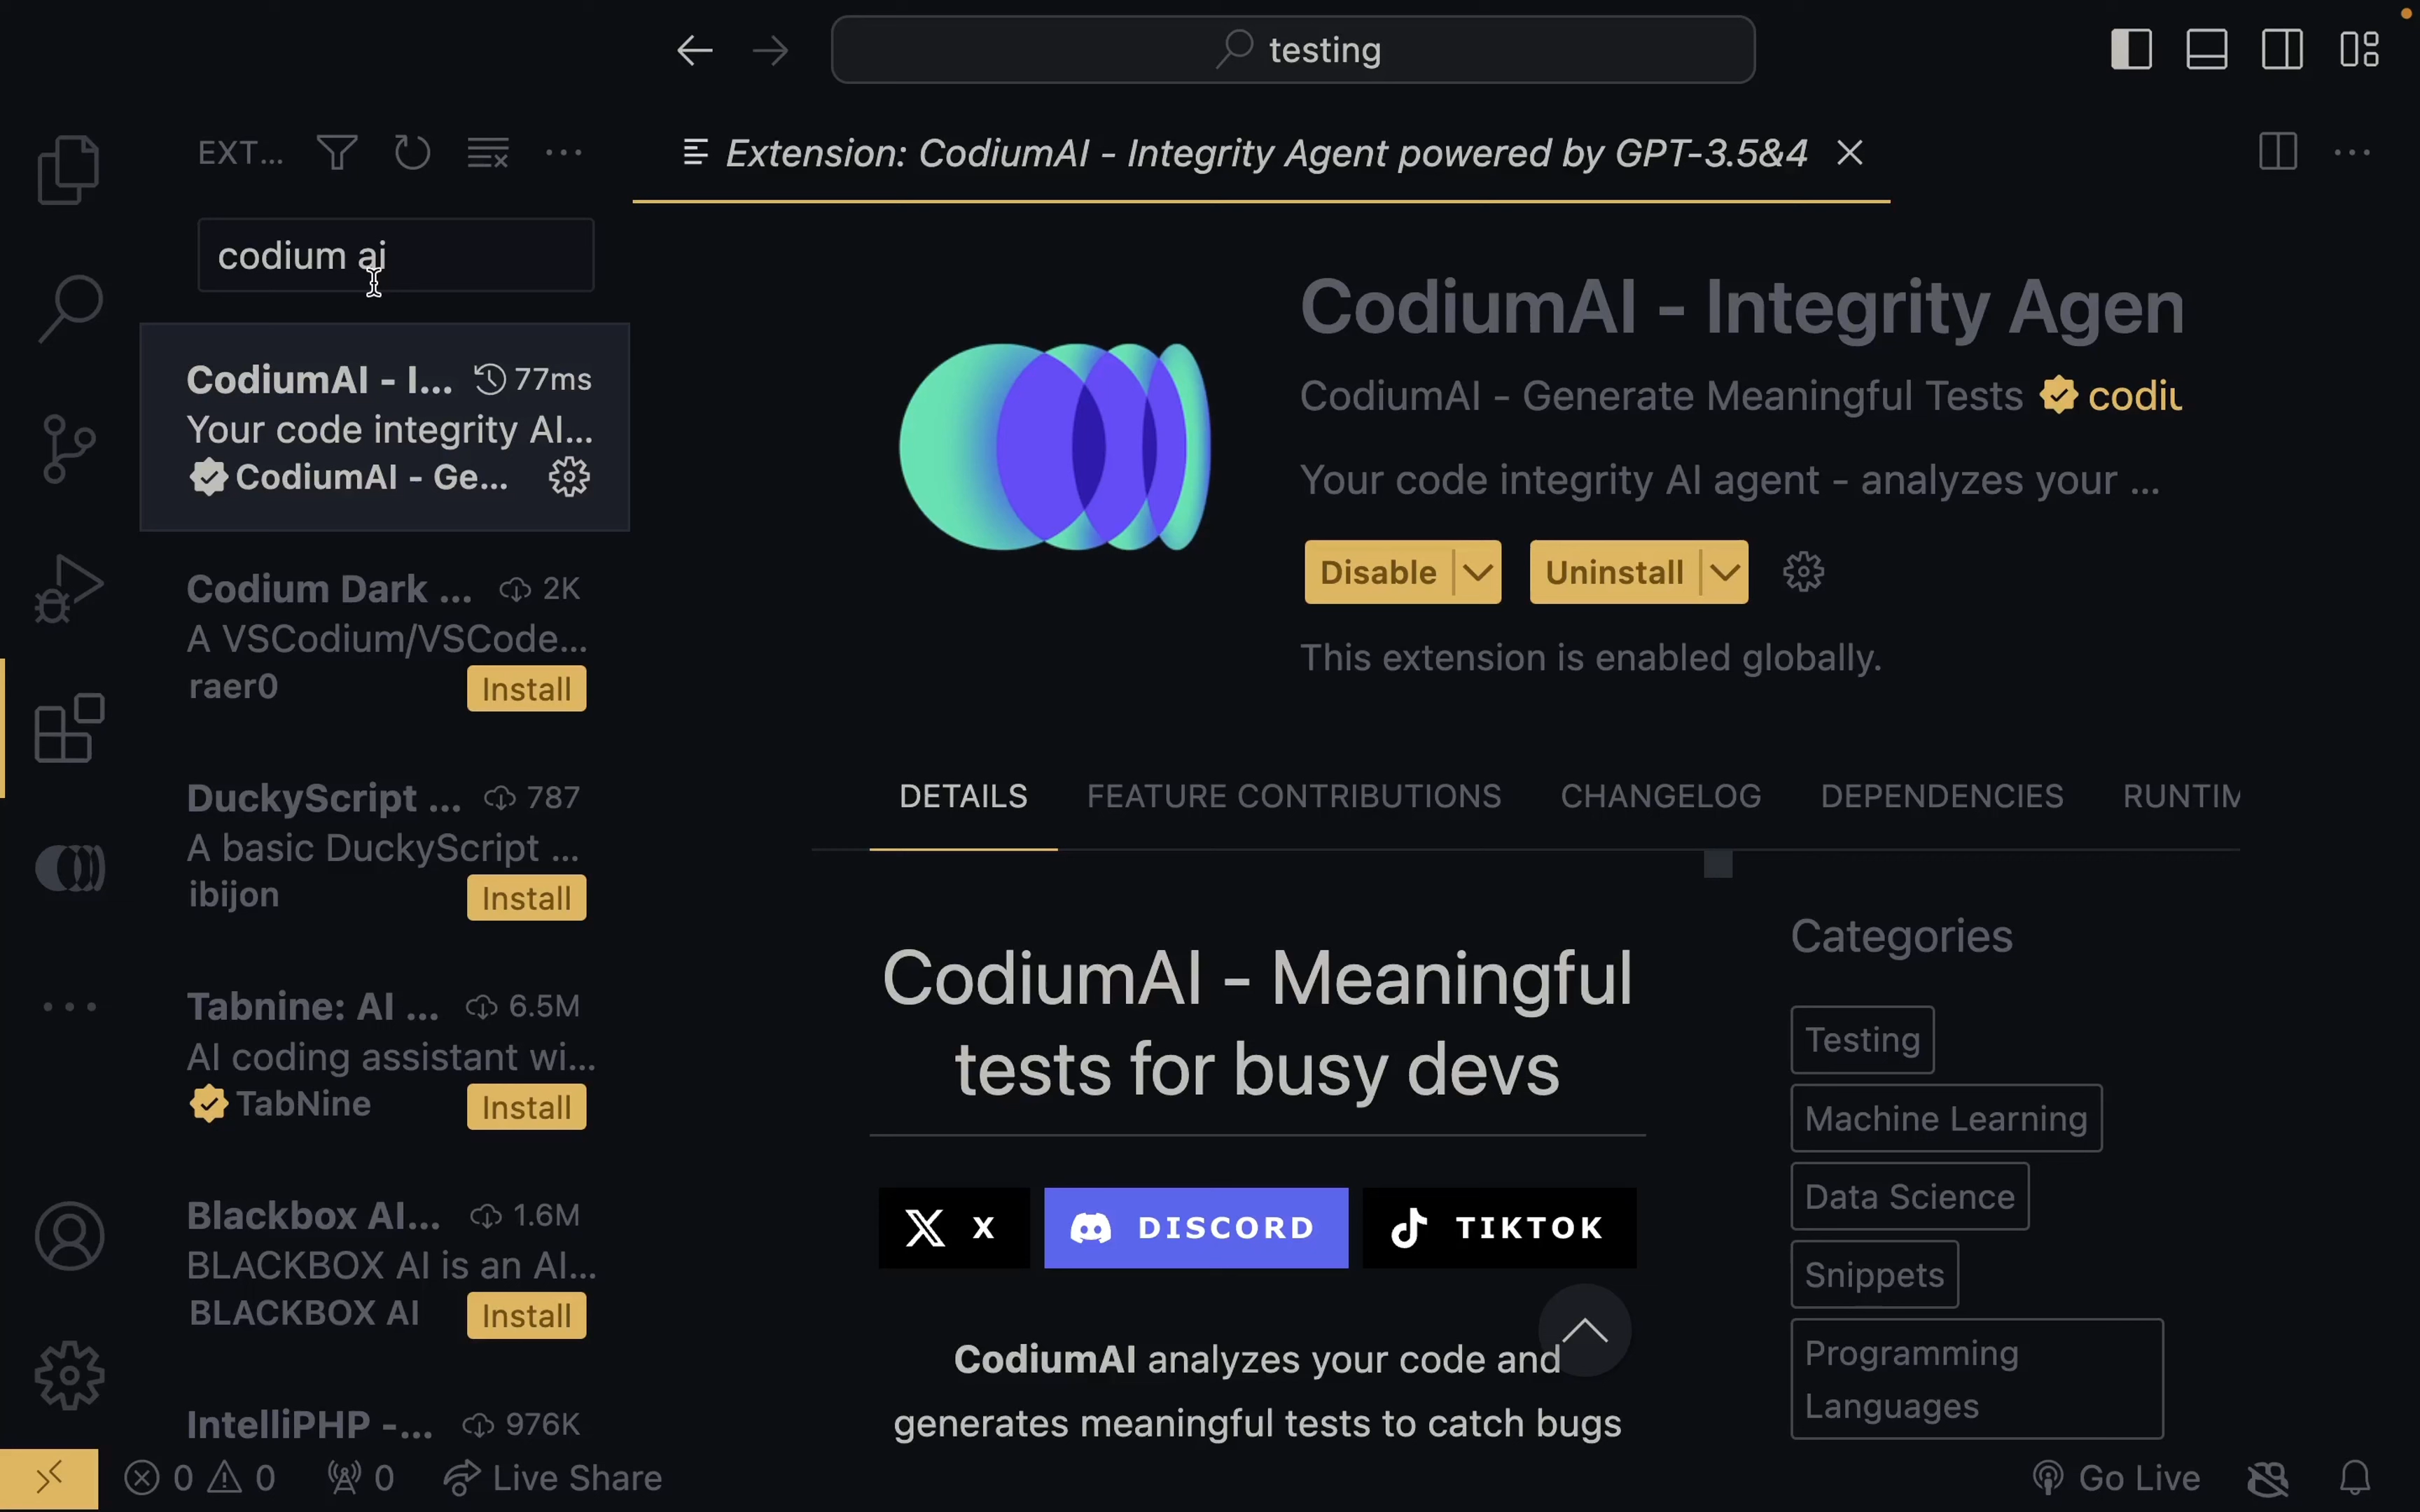 testing
EXT...
Extension: CodiumAI - Integrity Agent powered by GPT-3.5&4
codium ai
CodiumAI - I... 77ms
Your code integrity AI...
CodiumAI - Ge...
Codium Dark ... 2K
A VSCodium/VSCode...
raer0 Install
DuckyScript ... 787
A basic DuckyScript ...
ibijon Install
Tabnine: AI ... 6.5M
AI coding assistant wi...
TabNine Install
Blackbox AI... 1.6M
BLACKBOX AI is an AI...
BLACKBOX AI Install
IntelliPHP -... 976K
CodiumAI - Integrity Agen
CodiumAI - Generate Meaningful Tests codiu
Your code integrity AI agent - analyzes your ...
Disable Uninstall
This extension is enabled globally.
DETAILS FEATURE CONTRIBUTIONS CHANGELOG DEPENDENCIES RUNTIM
CodiumAI - Meaningful
tests for busy devs
X DISCORD TIKTOK
CodiumAI analyzes your code and
generates meaningful tests to catch bugs
Categories
Testing
Machine Learning
Data Science
Snippets
Programming
Languages
0 0 0 Live Share Go Live